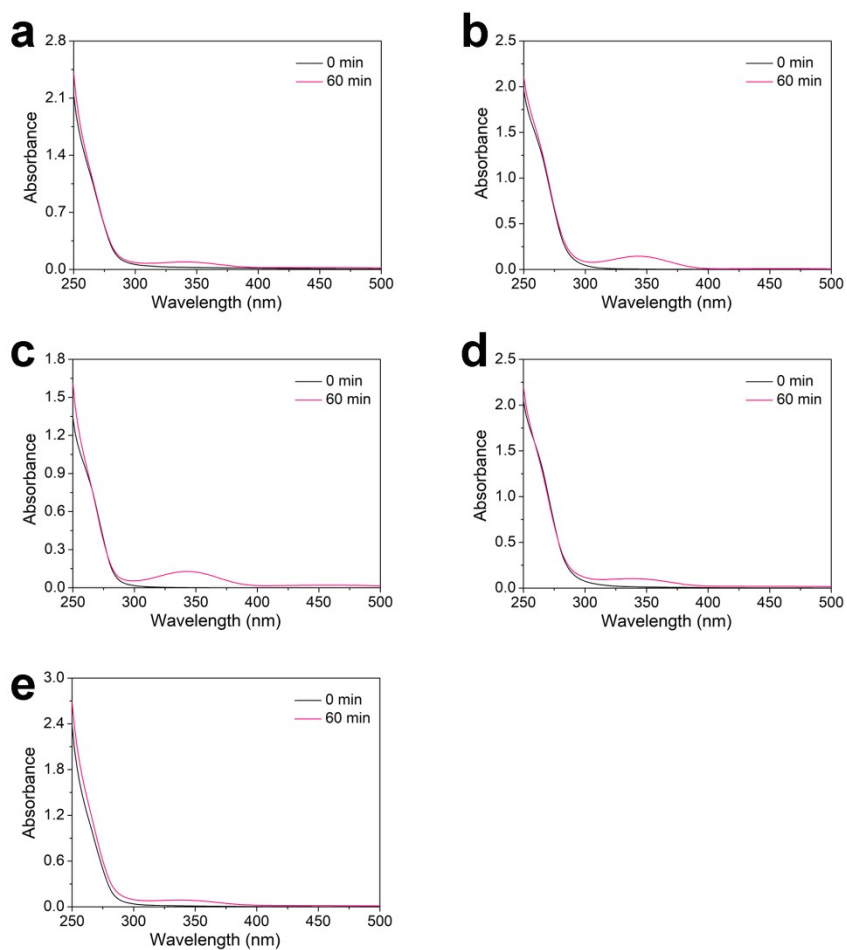 a
2.8
2.1
1.4
0.7
0.0
Absorbance
250 300 350 400 450 500
Wavelength (nm)
0 min
60 min
b
2.5
2.0
1.5
1.0
0.5
0.0
Absorbance
250 300 350 400 450 500
Wavelength (nm)
0 min
60 min
c
1.8
1.5
1.2
0.9
0.6
0.3
0.0
Absorbance
250 300 350 400 450 500
Wavelength (nm)
0 min
60 min
d
2.5
2.0
1.5
1.0
0.5
0.0
Absorbance
250 300 350 400 450 500
Wavelength (nm)
0 min
60 min
e
3.0
2.4
1.8
1.2
0.6
0.0
Absorbance
250 300 350 400 450 500
Wavelength (nm)
0 min
60 min